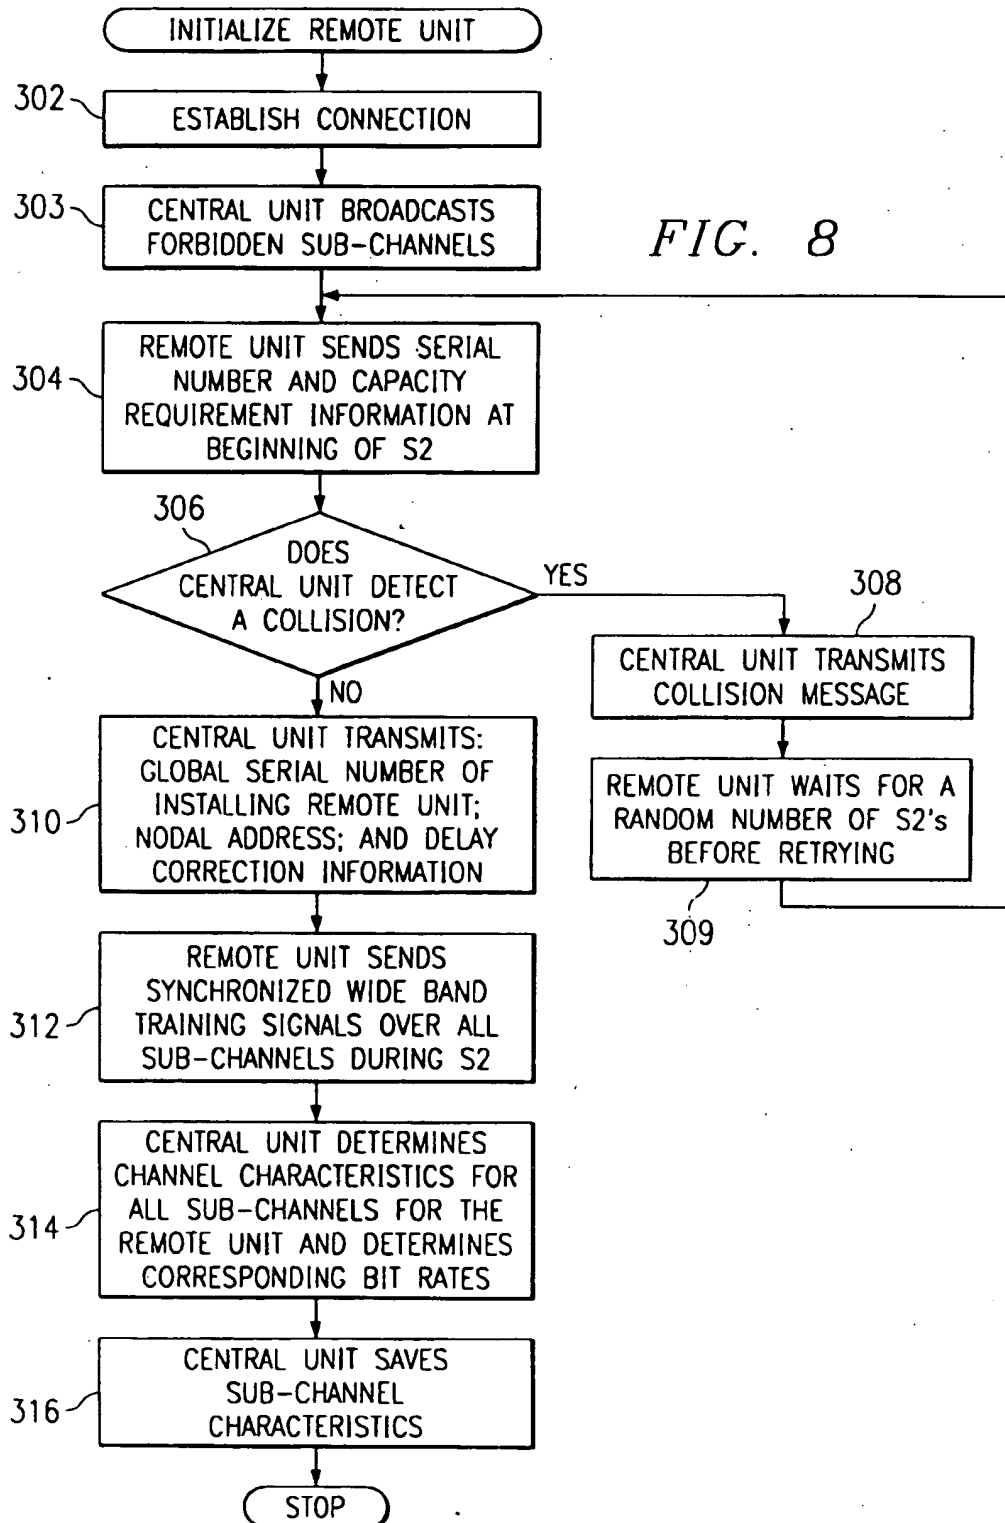 INITIALIZE REMOTE UNIT
302
ESTABLISH CONNECTION
303
CENTRAL UNIT BROADCASTS
FORBIDDEN SUB-CHANNELS
FIG. 8
304
REMOTE UNIT SENDS SERIAL
NUMBER AND CAPACITY
REQUIREMENT INFORMATION AT
BEGINNING OF S2
306
DOES
CENTRAL UNIT DETECT
A COLLISION?
YES
NO
308
CENTRAL UNIT TRANSMITS
COLLISION MESSAGE
REMOTE UNIT WAITS FOR A
RANDOM NUMBER OF S2's
BEFORE RETRYING
309
310
CENTRAL UNIT TRANSMITS:
GLOBAL SERIAL NUMBER OF
INSTALLING REMOTE UNIT;
NODAL ADDRESS; AND DELAY
CORRECTION INFORMATION
312
REMOTE UNIT SENDS
SYNCHRONIZED WIDE BAND
TRAINING SIGNALS OVER ALL
SUB-CHANNELS DURING S2
314
CENTRAL UNIT DETERMINES
CHANNEL CHARACTERISTICS FOR
ALL SUB-CHANNELS FOR THE
REMOTE UNIT AND DETERMINES
CORRESPONDING BIT RATES
316
CENTRAL UNIT SAVES
SUB-CHANNEL
CHARACTERISTICS
STOP